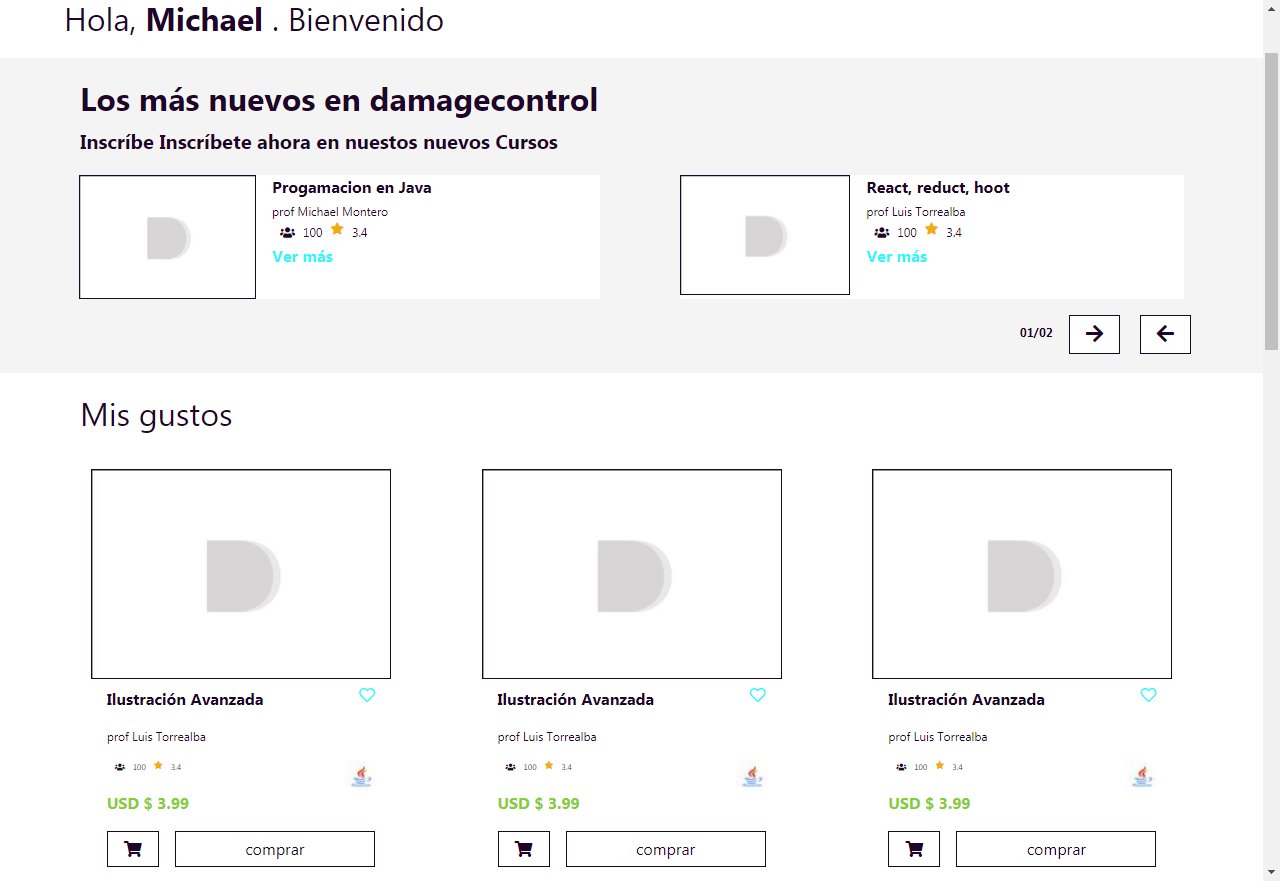 Hola, Michael . Bienvenido
Los más nuevos en damagecontrol
Inscríbe Inscríbete ahora en nuestos nuevos Cursos
Progamacion en Java
prof Michael Montero
100 3.4
Ver más
React, reduct, hoot
prof Luis Torrealba
100 3.4
Ver más
01/02
Mis gustos
Ilustración Avanzada
prof Luis Torrealba
100 3.4
USD $ 3.99
comprar
Ilustración Avanzada
prof Luis Torrealba
100 3.4
USD $ 3.99
comprar
Ilustración Avanzada
prof Luis Torrealba
100 3.4
USD $ 3.99
comprar